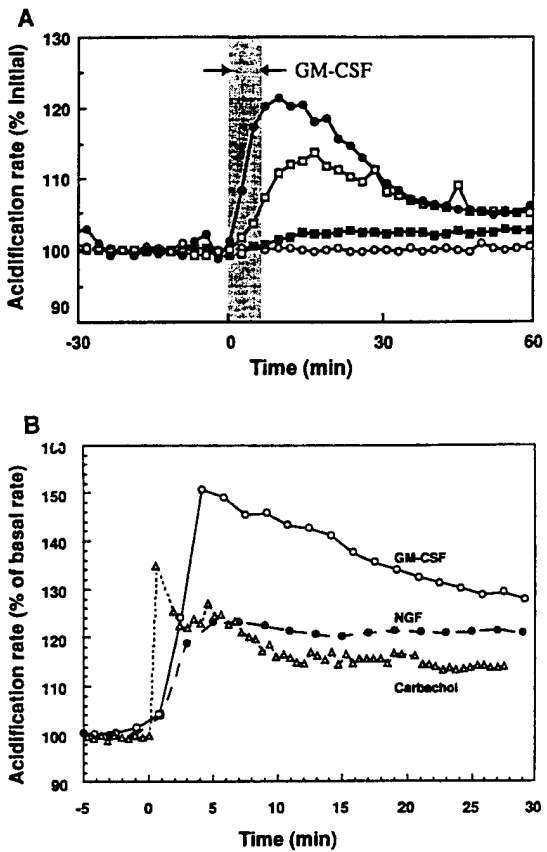 A
Acidification rate (% Initial)
130
120
110
100
90
GM-CSF
-30
0
30
60
Time (min)
B
Acidification rate (% of basal rate)
150
140
130
120
110
100
90
GM-CSF
NGF
Carbachol
-5
0
5
10
15
20
25
30
Time (min)